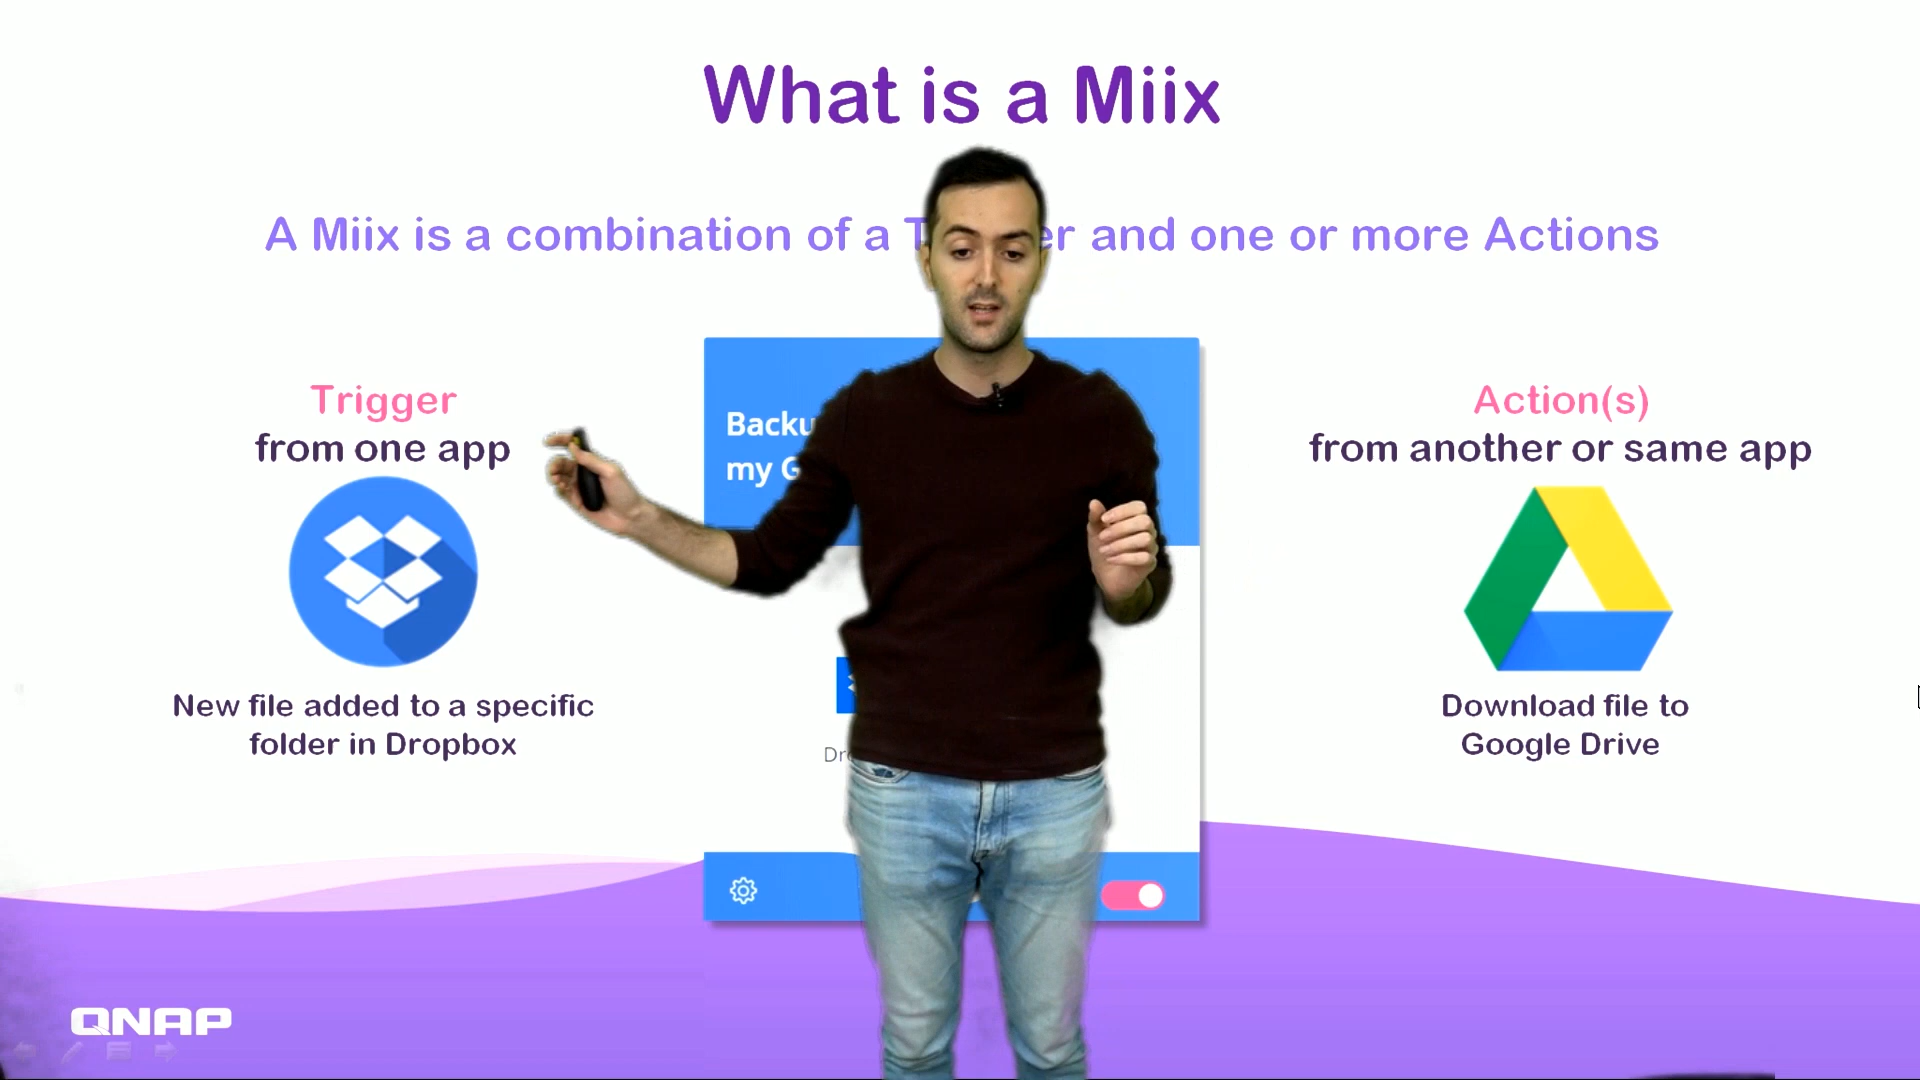 What is a Miix
A Miix is a combination of a and one or more Actions
Trigger
from one app
Backu
my G
Action(s)
from another or same app
New file added to a specific
folder in Dropbox
Dro
Download file to
Google Drive
QNAP